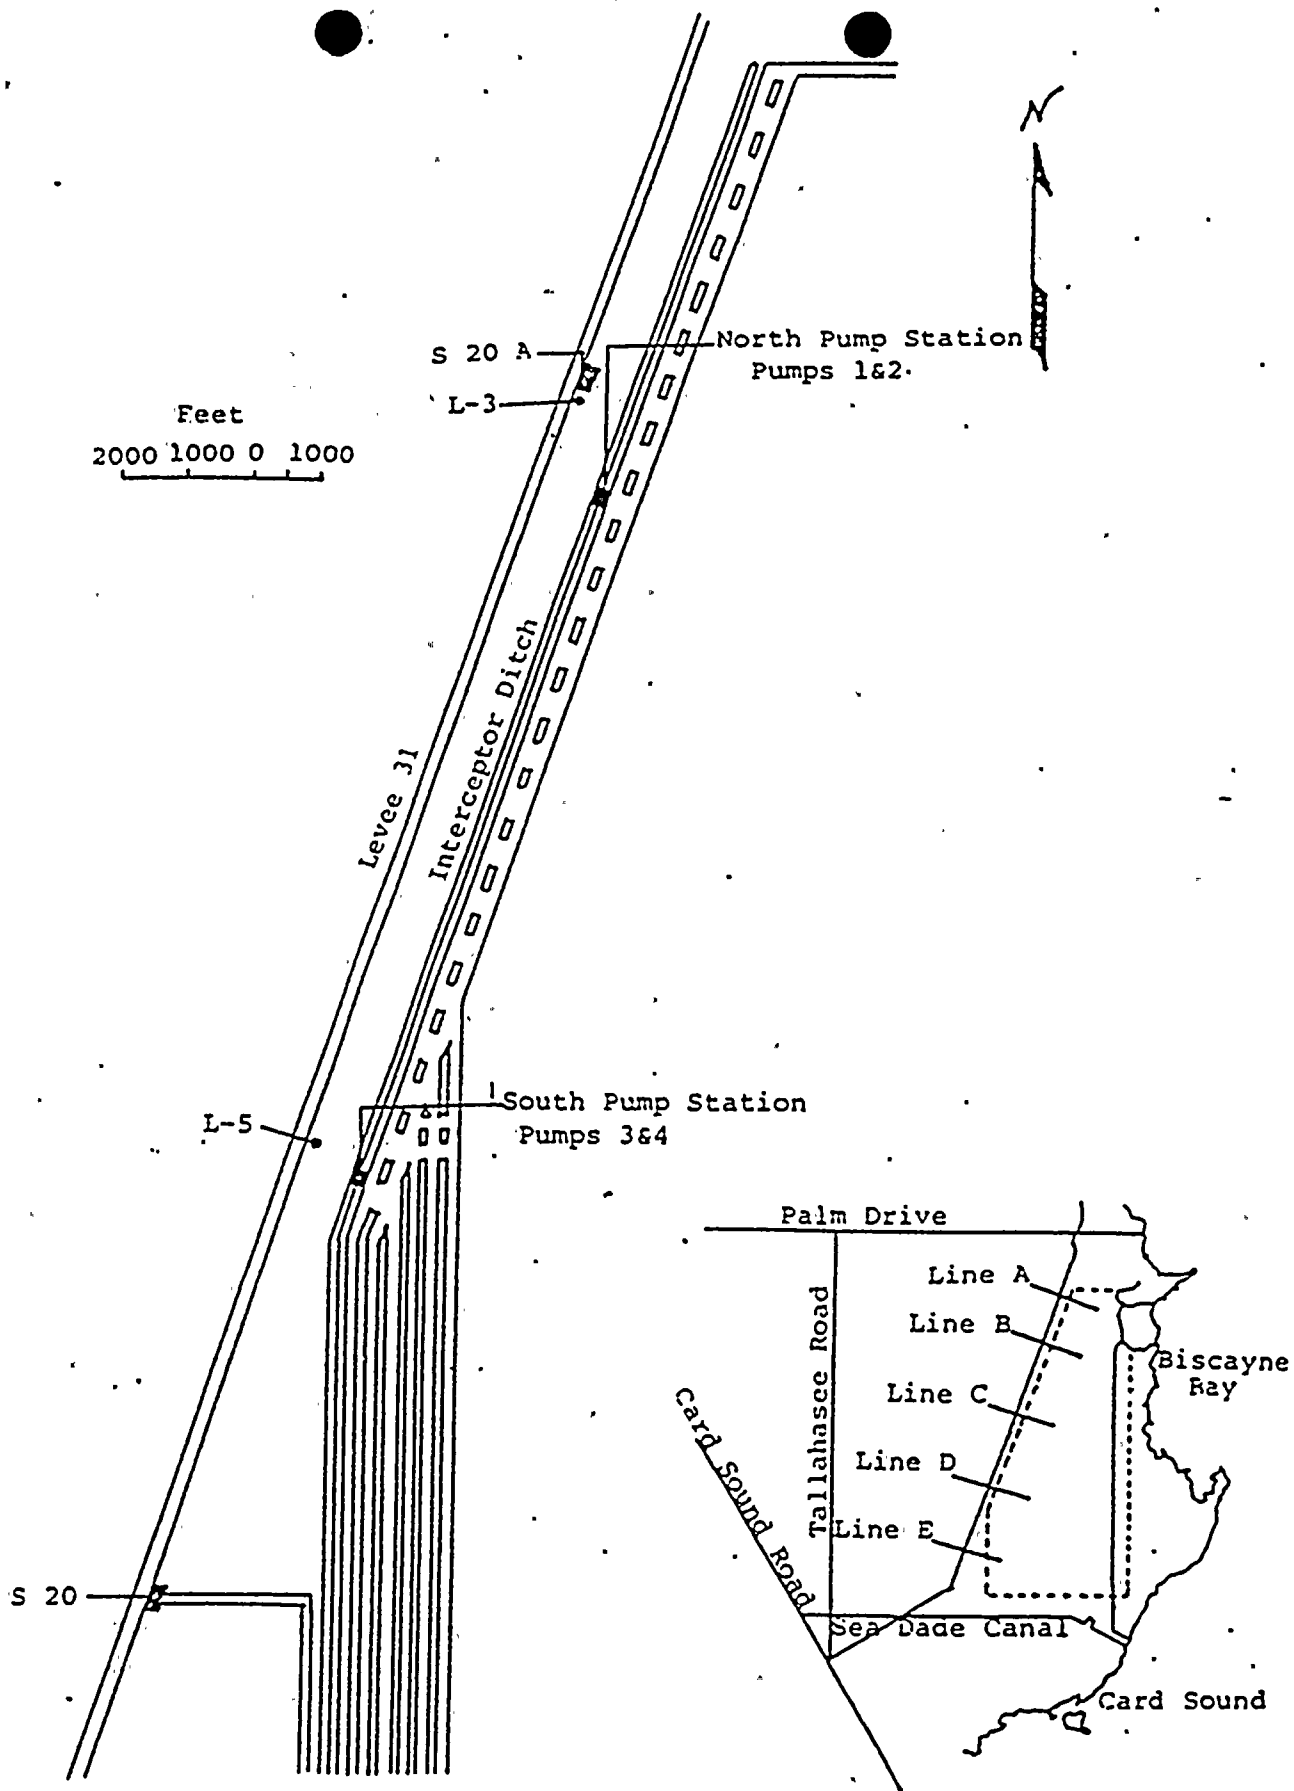 N
S 20 A
North Pump Station
Pumps 1&2
L-3
Feet
2000 1000 0 1000
Interceptor Ditch
Levee 31
L-5
South Pump Station
Pumps 3&4
S 20
Palm Drive
Line A
Line B
Biscayne
Bay
Line C
Line D
Line E
Tallahasee Road
Card Sound Road
Sea Dade Canal
Card Sound